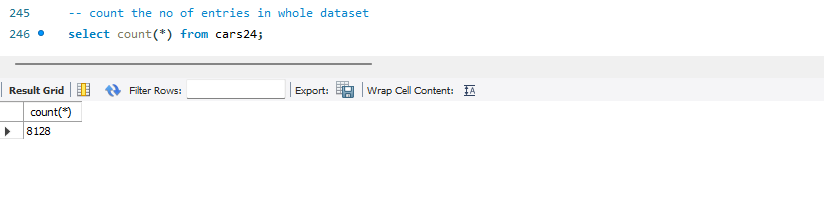 245 -- count the no of entries in whole dataset
246 select count(*) from cars24;
Result Grid Filter Rows: Export: Wrap Cell Content: IA
count(*)
8128